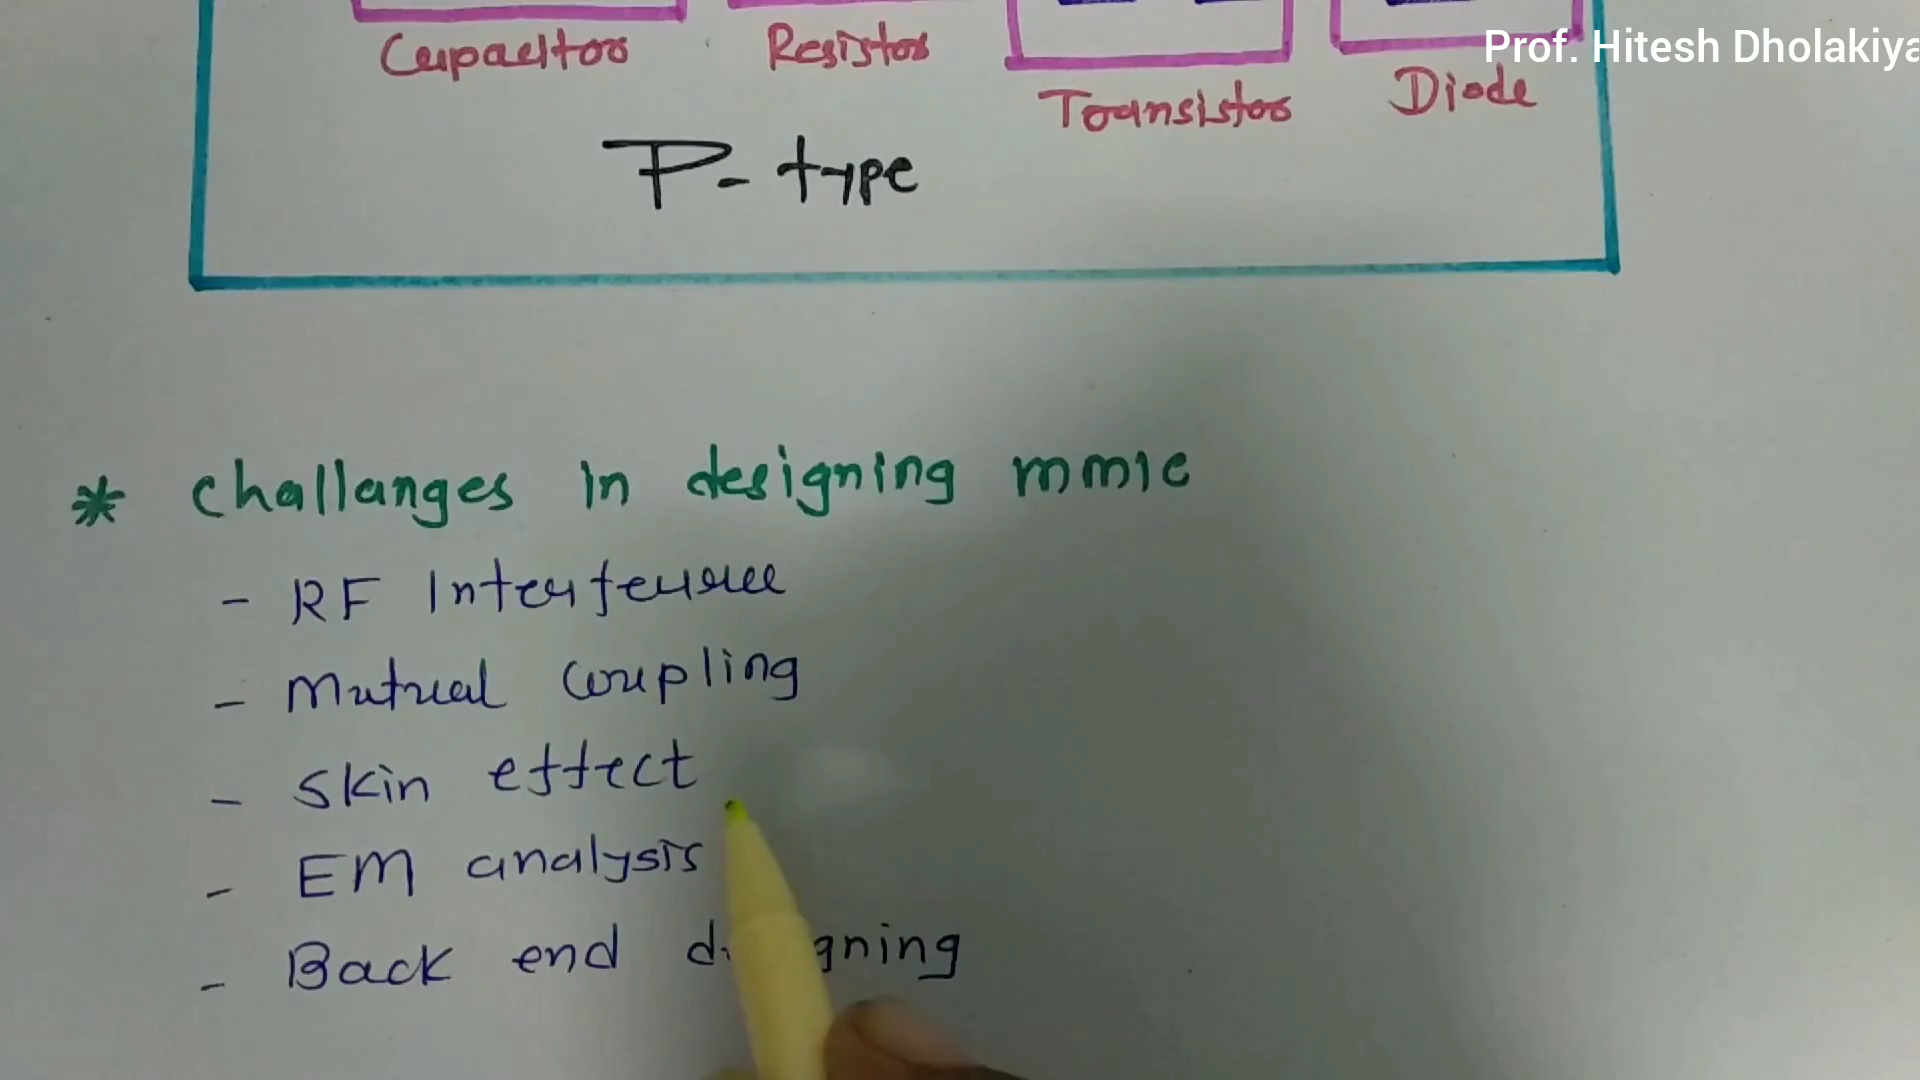 Prof. Hitesh Dholakiya
Capacitor Resistor
Transistor Diode
P-type
* challanges in designing mmic
- RF Interference
- Mutual coupling
- Skin effect
- EM analysis
- Back end